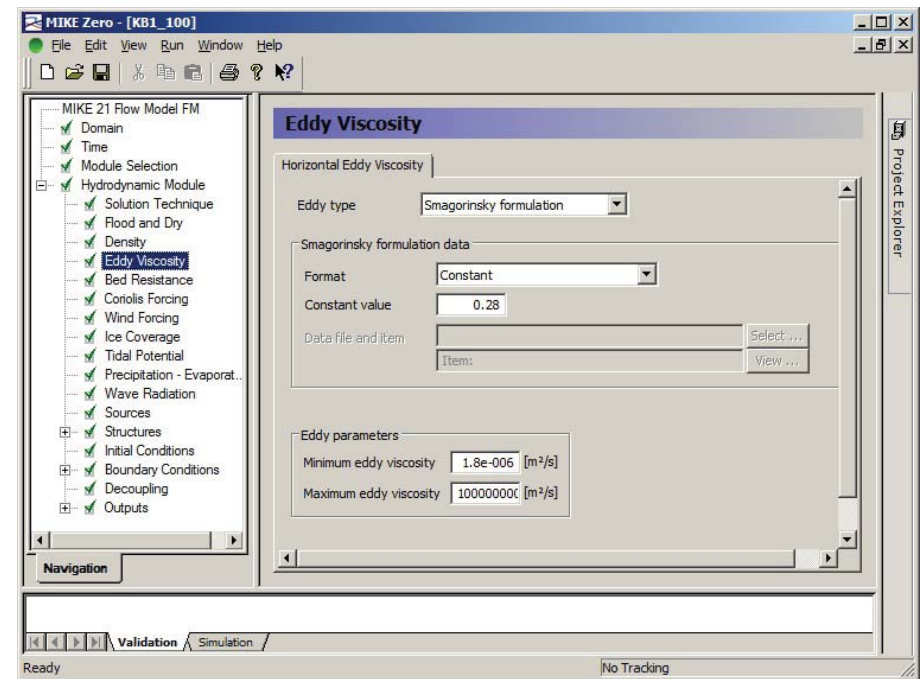 MIKE Zero - [KB1_100]
File Edit View Run Window Help
MIKE 21 Flow Model FM
Domain
Time
Module Selection
Hydrodynamic Module
Solution Technique
Flood and Dry
Density
Eddy Viscosity
Bed Resistance
Coriolis Forcing
Wind Forcing
Ice Coverage
Tidal Potential
Precipitation - Evaporat..
Wave Radiation
Sources
Structures
Initial Conditions
Boundary Conditions
Decoupling
Outputs
Navigation
Eddy Viscosity
Horizontal Eddy Viscosity
Eddy type Smagorinsky formulation
Smagorinsky formulation data
Format Constant
Constant value 0.28
Data file and item Select ...
Item: View ...
Eddy parameters
Minimum eddy viscosity 1.8e-006 [m²/s]
Maximum eddy viscosity 100000000 [m²/s]
Project Explorer
Validation Simulation
Ready No Tracking